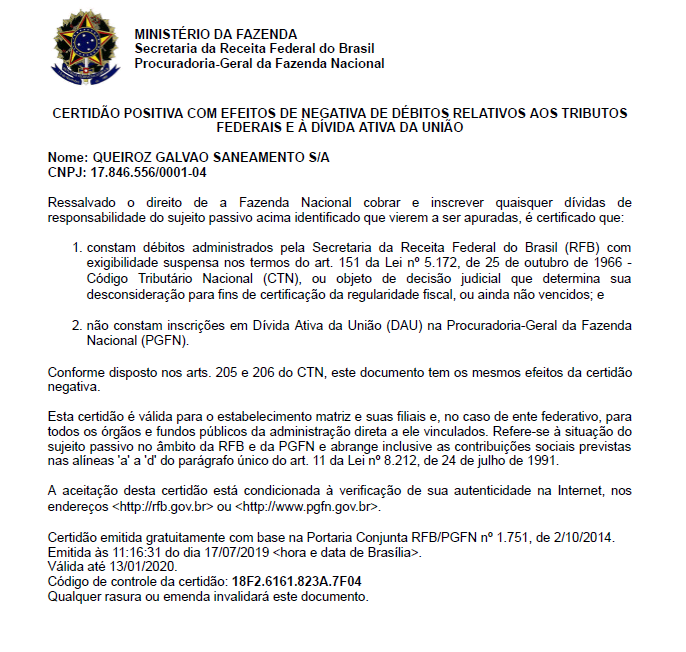 MINISTÉRIO DA FAZENDA
Secretaria da Receita Federal do Brasil
Procuradoria-Geral da Fazenda Nacional
CERTIDÃO POSITIVA COM EFEITOS DE NEGATIVA DE DÉBITOS RELATIVOS AOS TRIBUTOS
FEDERAIS E À DÍVIDA ATIVA DA UNIÃO
Nome: QUEIROZ GALVAO SANEAMENTO S/A
CNPJ: 17.846.556/0001-04
Ressalvado o direito de a Fazenda Nacional cobrar e inscrever quaisquer dívidas de
responsabilidade do sujeito passivo acima identificado que vierem a ser apuradas, é certificado que:
1. constam débitos administrados pela Secretaria da Receita Federal do Brasil (RFB) com
exigibilidade suspensa nos termos do art. 151 da Lei nº 5.172, de 25 de outubro de 1966 -
Código Tributário Nacional (CTN), ou objeto de decisão judicial que determina sua
desconsideração para fins de certificação da regularidade fiscal, ou ainda não vencidos; e
2. não constam inscrições em Dívida Ativa da União (DAU) na Procuradoria-Geral da Fazenda
Nacional (PGFN).
Conforme disposto nos arts. 205 e 206 do CTN, este documento tem os mesmos efeitos da certidão
negativa.
Esta certidão é válida para o estabelecimento matriz e suas filiais e, no caso de ente federativo, para
todos os órgãos e fundos públicos da administração direta a ele vinculados. Refere-se à situação do
sujeito passivo no âmbito da RFB e da PGFN e abrange inclusive as contribuições sociais previstas
nas alíneas 'a' a 'd' do parágrafo único do art. 11 da Lei nº 8.212, de 24 de julho de 1991.
A aceitação desta certidão está condicionada à verificação de sua autenticidade na Internet, nos
endereços <http://rfb.gov.br> ou <http://www.pgfn.gov.br>.
Certidão emitida gratuitamente com base na Portaria Conjunta RFB/PGFN nº 1.751, de 2/10/2014.
Emitida às 11:16:31 do dia 17/07/2019 <hora e data de Brasília>.
Válida até 13/01/2020.
Código de controle da certidão: 18F2.6161.823A.7F04
Qualquer rasura ou emenda invalidará este documento.